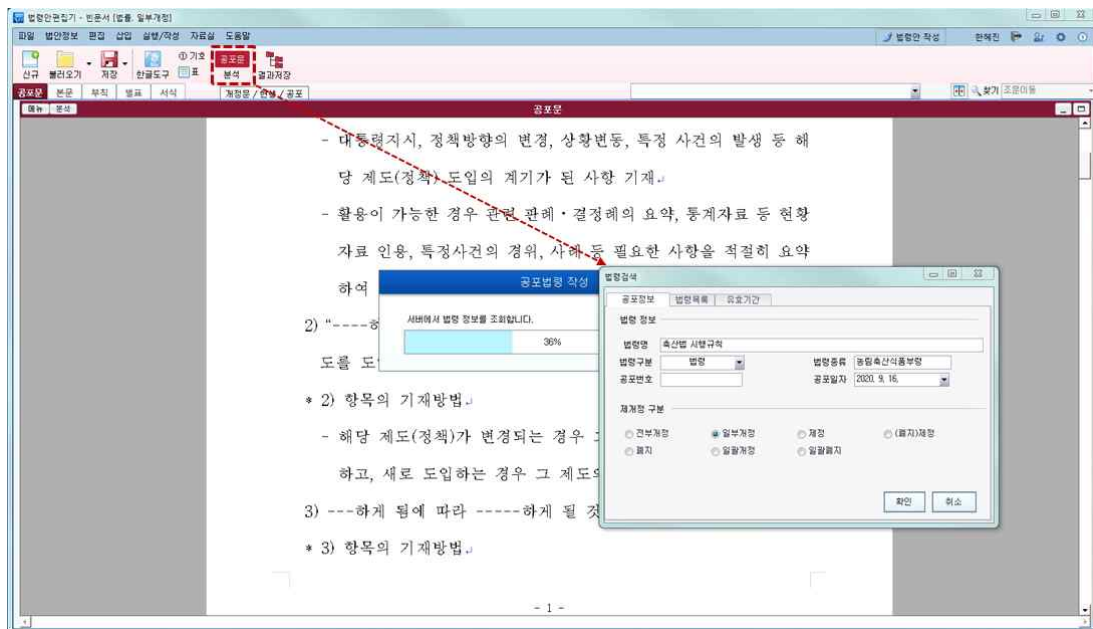 법령안편집기 - 빈문서 [법률, 일부개정]
파일 법안정보 편집 삽입 실행/작성 자료실 도움말
법령안 작성 한혜진
신규 불러오기 저장 한글도구 ①기호 표 공포문 분석 결과저장
공포문 본문 부칙 별표 서식 개정문 / 한성 / 공포 찾기 조문이동
메뉴 분석 공포문
- 대통령지시, 정책방향의 변경, 상황변동, 특정 사건의 발생 등 해
당 제도(정책) 도입의 계기가 된 사항 기재
- 활용이 가능한 경우 관련 판례·결정례의 요약, 통계자료 등 현황
자료 인용, 특정사건의 경위, 사례 등 필요한 사항을 적절히 요약
하여
2) “----하
도를 도
* 2) 항목의 기재방법
- 해당 제도(정책)가 변경되는 경우 그
하고, 새로 도입하는 경우 그 제도의
3) ---하게 됨에 따라 -----하게 될 것
* 3) 항목의 기재방법
- 1 -
공포법령 작성
서버에서 법령 정보를 조회합니다.
36%
법령검색
공포정보 법령목록 유효기간
법령 정보
법령명 축산법 시행규칙
법령구분 법령 법령종류 농림축산식품부령
공포번호 공포일자 2020. 9. 16.
제개정 구분
전부개정 일부개정 제정 (폐지)제정
폐지 일괄개정 일괄폐지
확인 취소